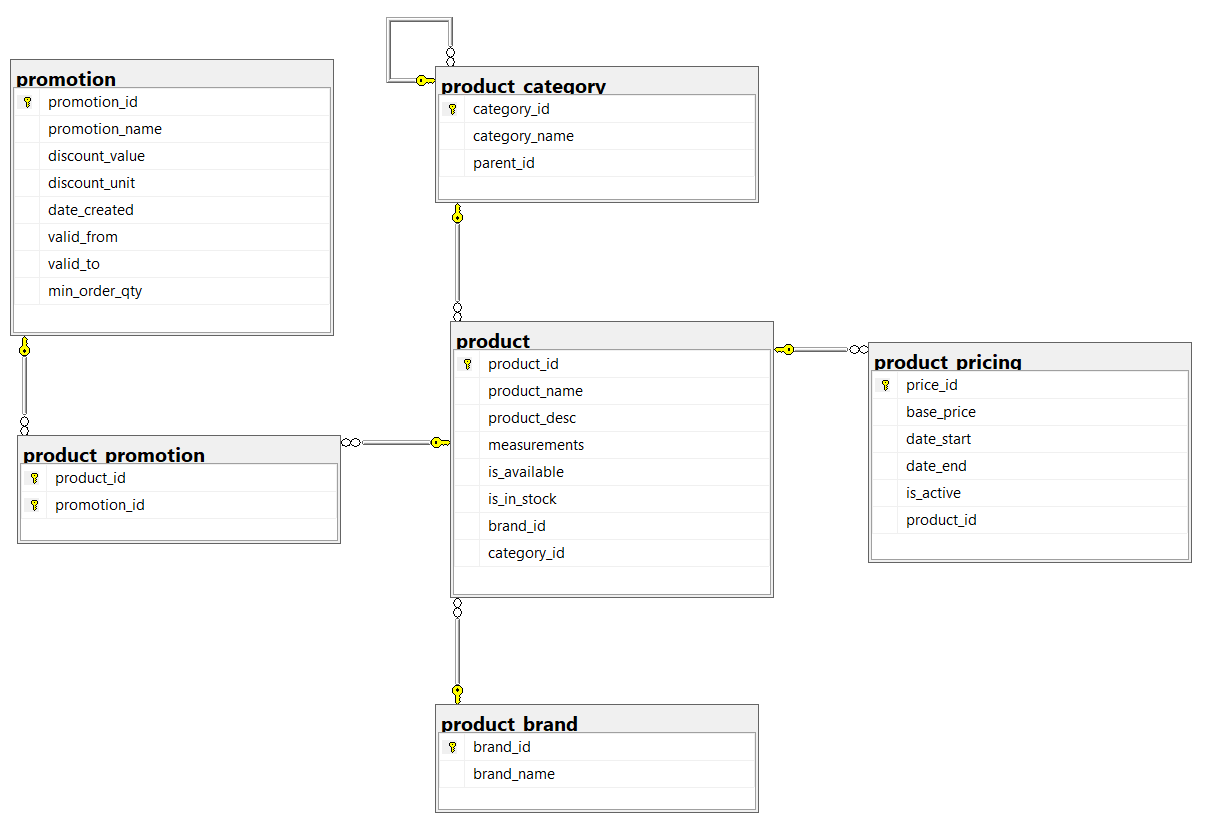 promotion
promotion_id
promotion_name
discount_value
discount_unit
date_created
valid_from
valid_to
min_order_qty
product_category
category_id
category_name
parent_id
product
product_id
product_name
product_desc
measurements
is_available
is_in_stock
brand_id
category_id
product_pricing
price_id
base_price
date_start
date_end
is_active
product_id
product_promotion
product_id
promotion_id
product_brand
brand_id
brand_name